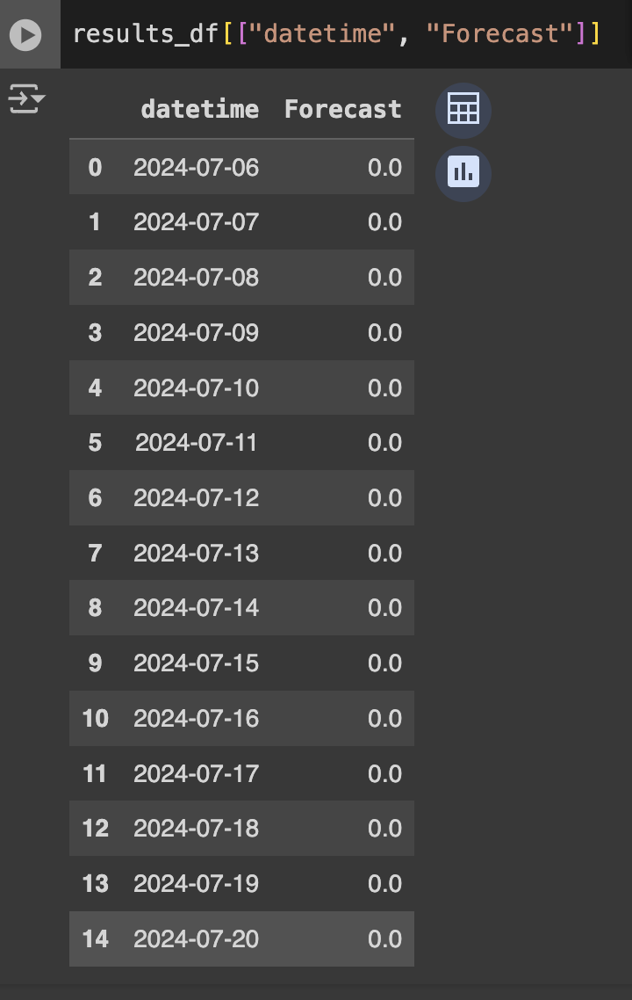 results_df[["datetime", "Forecast"]]
datetime Forecast
0 2024-07-06 0.0
1 2024-07-07 0.0
2 2024-07-08 0.0
3 2024-07-09 0.0
4 2024-07-10 0.0
5 2024-07-11 0.0
6 2024-07-12 0.0
7 2024-07-13 0.0
8 2024-07-14 0.0
9 2024-07-15 0.0
10 2024-07-16 0.0
11 2024-07-17 0.0
12 2024-07-18 0.0
13 2024-07-19 0.0
14 2024-07-20 0.0